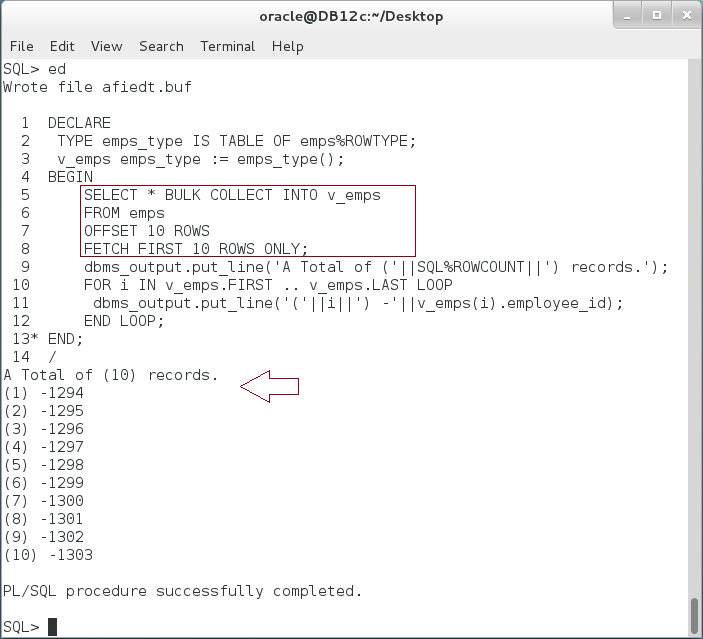 oracle@DB12c:~/Desktop
File Edit View Search Terminal Help
SQL> ed
Wrote file afiedt.buf
1 DECLARE
2 TYPE emps_type IS TABLE OF emps%ROWTYPE;
3 v_emps emps_type := emps_type();
4 BEGIN
5 SELECT * BULK COLLECT INTO v_emps
6 FROM emps
7 OFFSET 10 ROWS
8 FETCH FIRST 10 ROWS ONLY;
9 dbms_output.put_line('A Total of ('||SQL%ROWCOUNT||') records.');
10 FOR i IN v_emps.FIRST .. v_emps.LAST LOOP
11 dbms_output.put_line('('||i||') -'||v_emps(i).employee_id);
12 END LOOP;
13* END;
14 /
A Total of (10) records.
(1) -1294
(2) -1295
(3) -1296
(4) -1297
(5) -1298
(6) -1299
(7) -1300
(8) -1301
(9) -1302
(10) -1303
PL/SQL procedure successfully completed.
SQL>